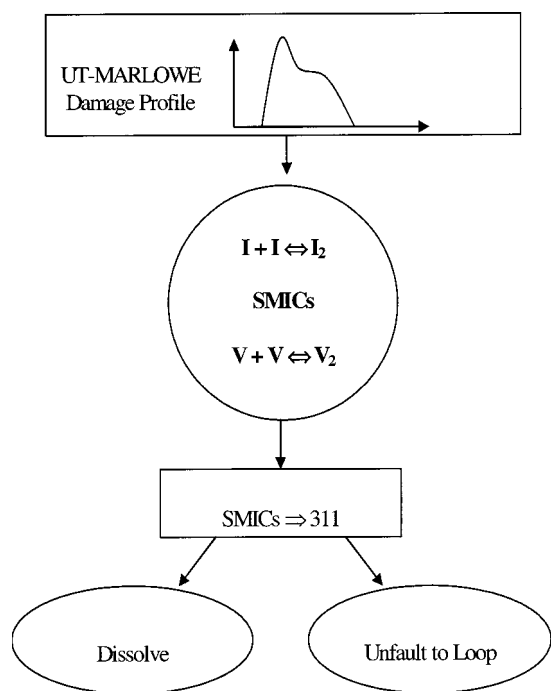 UT-MARLOWE
Damage Profile
I + I ⇔ I₂
SMICs
V + V ⇔ V₂
SMICs ⇒ 311
Dissolve
Unfault to Loop